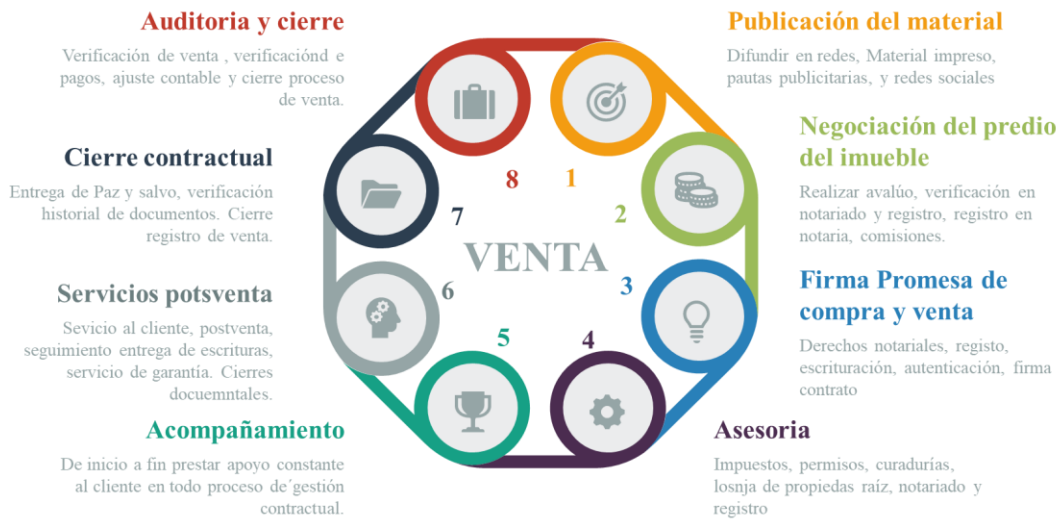 Auditoria y cierre
Verificación de venta , verificaciónd e
pagos, ajuste contable y cierre proceso
de venta.
Publicación del material
Difundir en redes, Material impreso,
pautas publicitarias, y redes sociales
Cierre contractual
Entrega de Paz y salvo, verificación
historial de documentos. Cierre
registro de venta.
Negociación del predio
del imueble
Realizar avalúo, verificación en
notariado y registro, registro en
notaria, comisiones.
Servicios potsventa
Sevicio al cliente, postventa,
seguimiento entrega de escrituras,
servicio de garantía. Cierres
docuemntales.
Firma Promesa de
compra y venta
Derechos notariales, registo,
escrituración, autenticación, firma
contrato
Acompañamiento
De inicio a fin prestar apoyo constante
al cliente en todo proceso de´gestión
contractual.
Asesoria
Impuestos, permisos, curadurías,
losnja de propiedas raíz, notariado y
registro
8
1
7
2
VENTA
6
3
5
4